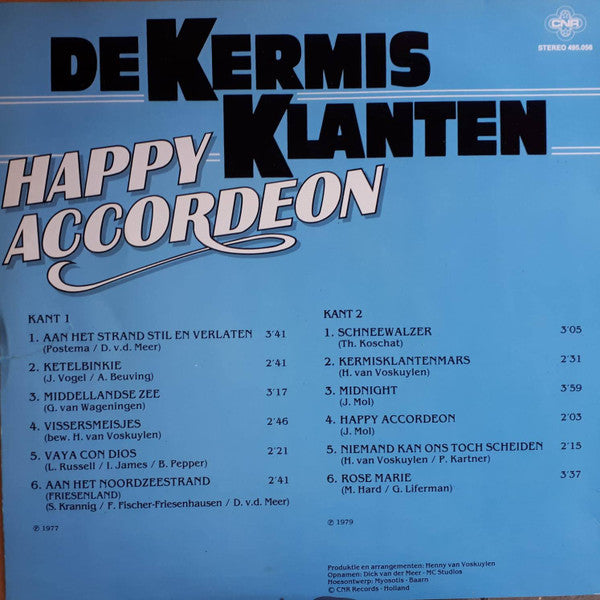 CNR
STEREO 495.056
DE KERMIS
KLANTEN
HAPPY
ACCORDEON
KANT 1
1. AAN HET STRAND STIL EN VERLATEN 3'41
(Postema / D. v.d. Meer)
2. KETELBINKIE 2'41
(J. Vogel / A. Beuving)
3. MIDDELLANDSE ZEE 3'17
(G. van Wageningen)
4. VISSERSMEISJES 2'46
(bew. H. van Voskuylen)
5. VAYA CON DIOS 2'21
(L. Russell / I. James / B. Pepper)
6. AAN HET NOORDZEESTRAND 2'41
(FRIESENLAND)
(S. Krannig / F. Fischer-Friesenhausen / D. v.d. Meer)
℗ 1977
KANT 2
1. SCHNEEWALZER 3'05
(Th. Koschat)
2. KERMISKLANTENMARS 2'31
(H. van Voskuylen)
3. MIDNIGHT 3'59
(J. Mol)
4. HAPPY ACCORDEON 2'03
(J. Mol)
5. NIEMAND KAN ONS TOCH SCHEIDEN 2'15
(H. van Voskuylen / P. Kartner)
6. ROSE MARIE 3'37
(M. Hard / G. Liferman)
℗ 1979
Produktie en arrangementen: Henny van Voskuylen
Opnamen: Dick van der Meer - MC Studios
Hoesontwerp: Myosotis - Baarn
© CNR Records - Holland